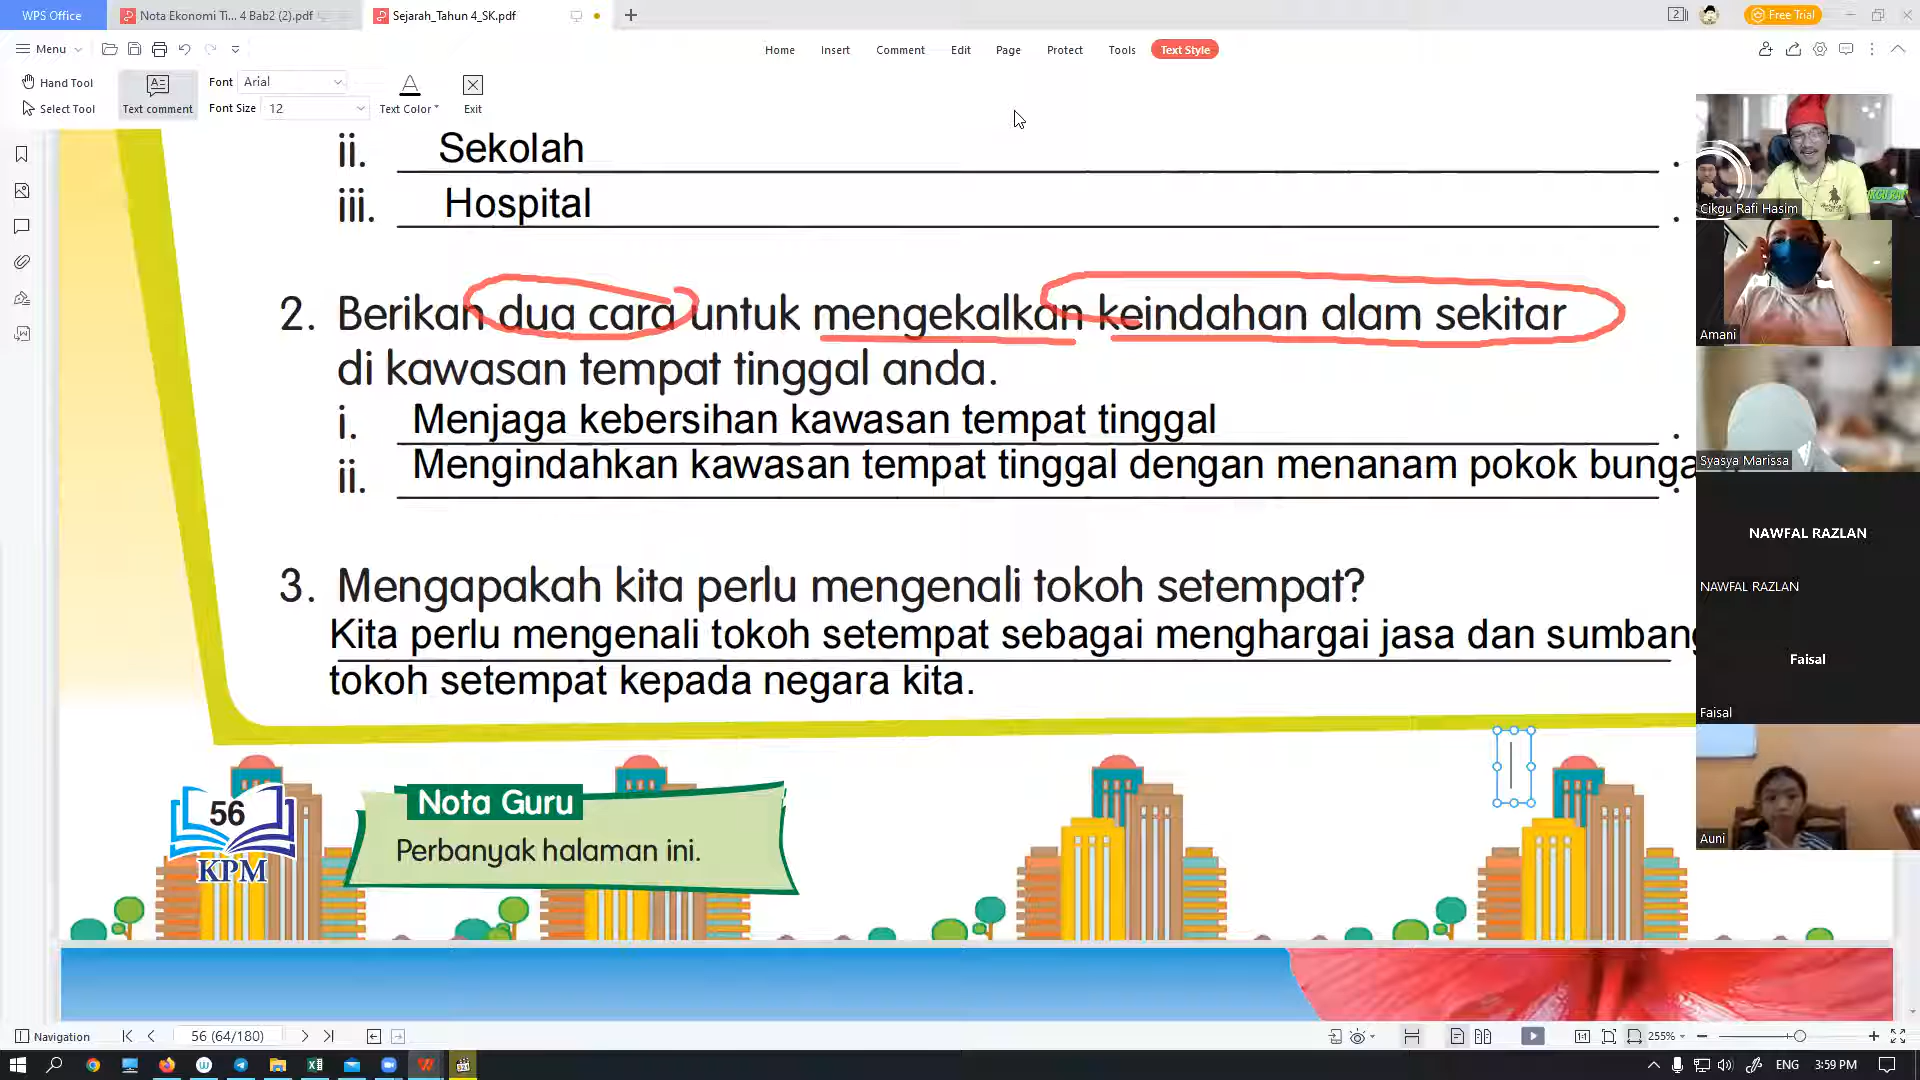 WPS Office
Nota Ekonomi Ti... 4 Bab2 (2).pdf
Sejarah_Tahun 4_SK.pdf
2
Free Trial
Menu
Home
Insert
Comment
Edit
Page
Protect
Tools
Text Style
Hand Tool
Select Tool
Text comment
Font
Arial
Font Size
12
Text Color
Exit
ii. Sekolah .
iii. Hospital .
2. Berikan dua cara untuk mengekalkan keindahan alam sekitar
di kawasan tempat tinggal anda.
i. Menjaga kebersihan kawasan tempat tinggal .
ii. Mengindahkan kawasan tempat tinggal dengan menanam pokok bunga .
3. Mengapakah kita perlu mengenali tokoh setempat?
Kita perlu mengenali tokoh setempat sebagai menghargai jasa dan sumbang
tokoh setempat kepada negara kita.
56
KPM
Nota Guru
Perbanyak halaman ini.
Cikgu Rafi Hasim
Amani
Syasya Marissa
NAWFAL RAZLAN
NAWFAL RAZLAN
Faisal
Faisal
Auni
Navigation
56 (64/180)
255%
ENG
3:59 PM